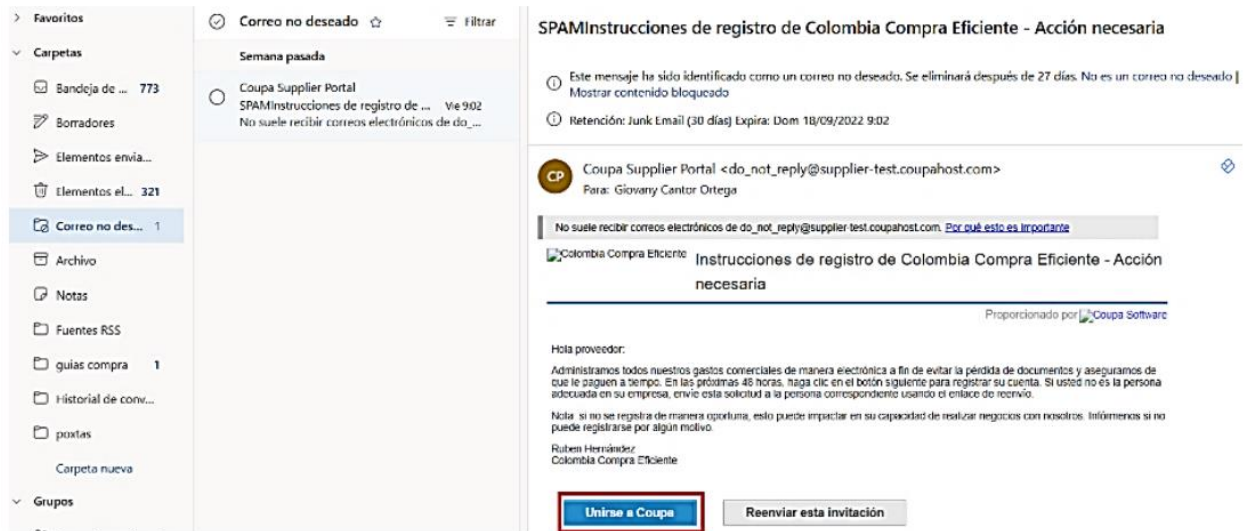 Favoritos
Carpetas
Bandeja de ... 773
Borradores
Elementos envia...
Elementos el... 321
Correo no des... 1
Archivo
Notas
Fuentes RSS
guias compra 1
Historial de conv...
poxtas
Carpeta nueva
Grupos
Correo no deseado
Filtrar
Semana pasada
Coupa Supplier Portal
SPAMInstrucciones de registro de ... Vie 9:02
No suele recibir correos electrónicos de do_...
SPAMInstrucciones de registro de Colombia Compra Eficiente - Acción necesaria
Este mensaje ha sido identificado como un correo no deseado. Se eliminará después de 27 días. No es un correo no deseado |
Mostrar contenido bloqueado
Retención: Junk Email (30 días) Expira: Dom 18/09/2022 9:02
CP
Coupa Supplier Portal <do_not_reply@supplier-test.coupahost.com>
Para: Giovany Cantor Ortega
No suele recibir correos electrónicos de do_not_reply@supplier-test.coupahost.com. Por qué esto es importante
Colombia Compra Eficiente
Instrucciones de registro de Colombia Compra Eficiente - Acción
necesaria
Proporcionado por Coupa Software
Hola proveedor:
Administramos todos nuestros gastos comerciales de manera electrónica a fin de evitar la pérdida de documentos y aseguramos de
que le paguen a tiempo. En las próximas 48 horas, haga clic en el botón siguiente para registrar su cuenta. Si usted no es la persona
adecuada en su empresa, envíe esta solicitud a la persona correspondiente usando el enlace de reenvío.
Nota: si no se registra de manera oportuna, esto puede impactar en su capacidad de realizar negocios con nosotros. Infórmenos si no
puede registrarse por algún motivo.
Ruben Hernández
Colombia Compra Eficiente
Unirse a Coupa
Reenviar esta invitación